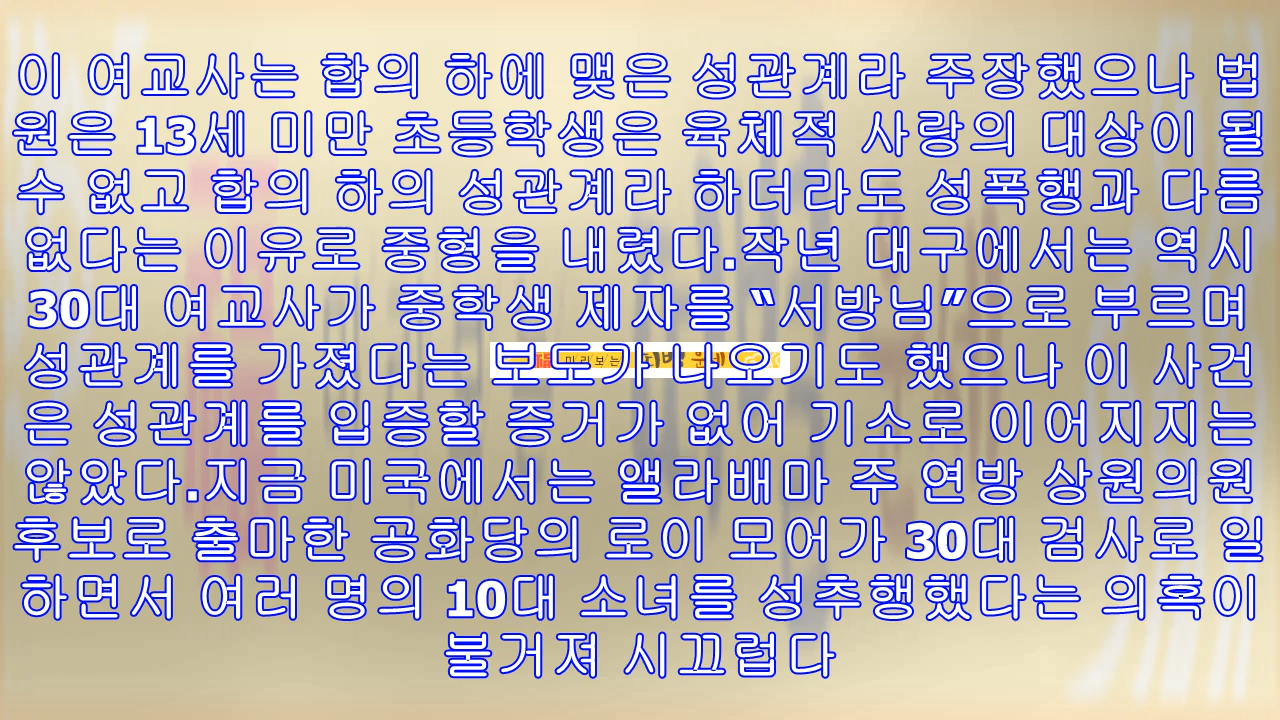 이 여교사는 합의 하에 맺은 성관계라 주장했으나 법
원은 13세 미만 초등학생은 육체적 사랑의 대상이 될
수 없고 합의 하의 성관계라 하더라도 성폭행과 다름
없다는 이유로 중형을 내렸다.작년 대구에서는 역시
30대 여교사가 중학생 제자를 “서방님”으로 부르며
성관계를 가졌다는 보도가 나오기도 했으나 이 사건
은 성관계를 입증할 증거가 없어 기소로 이어지지는
않았다.지금 미국에서는 앨라배마 주 연방 상원의원
후보로 출마한 공화당의 로이 모어가 30대 검사로 일
하면서 여러 명의 10대 소녀를 성추행했다는 의혹이
불거져 시끄럽다